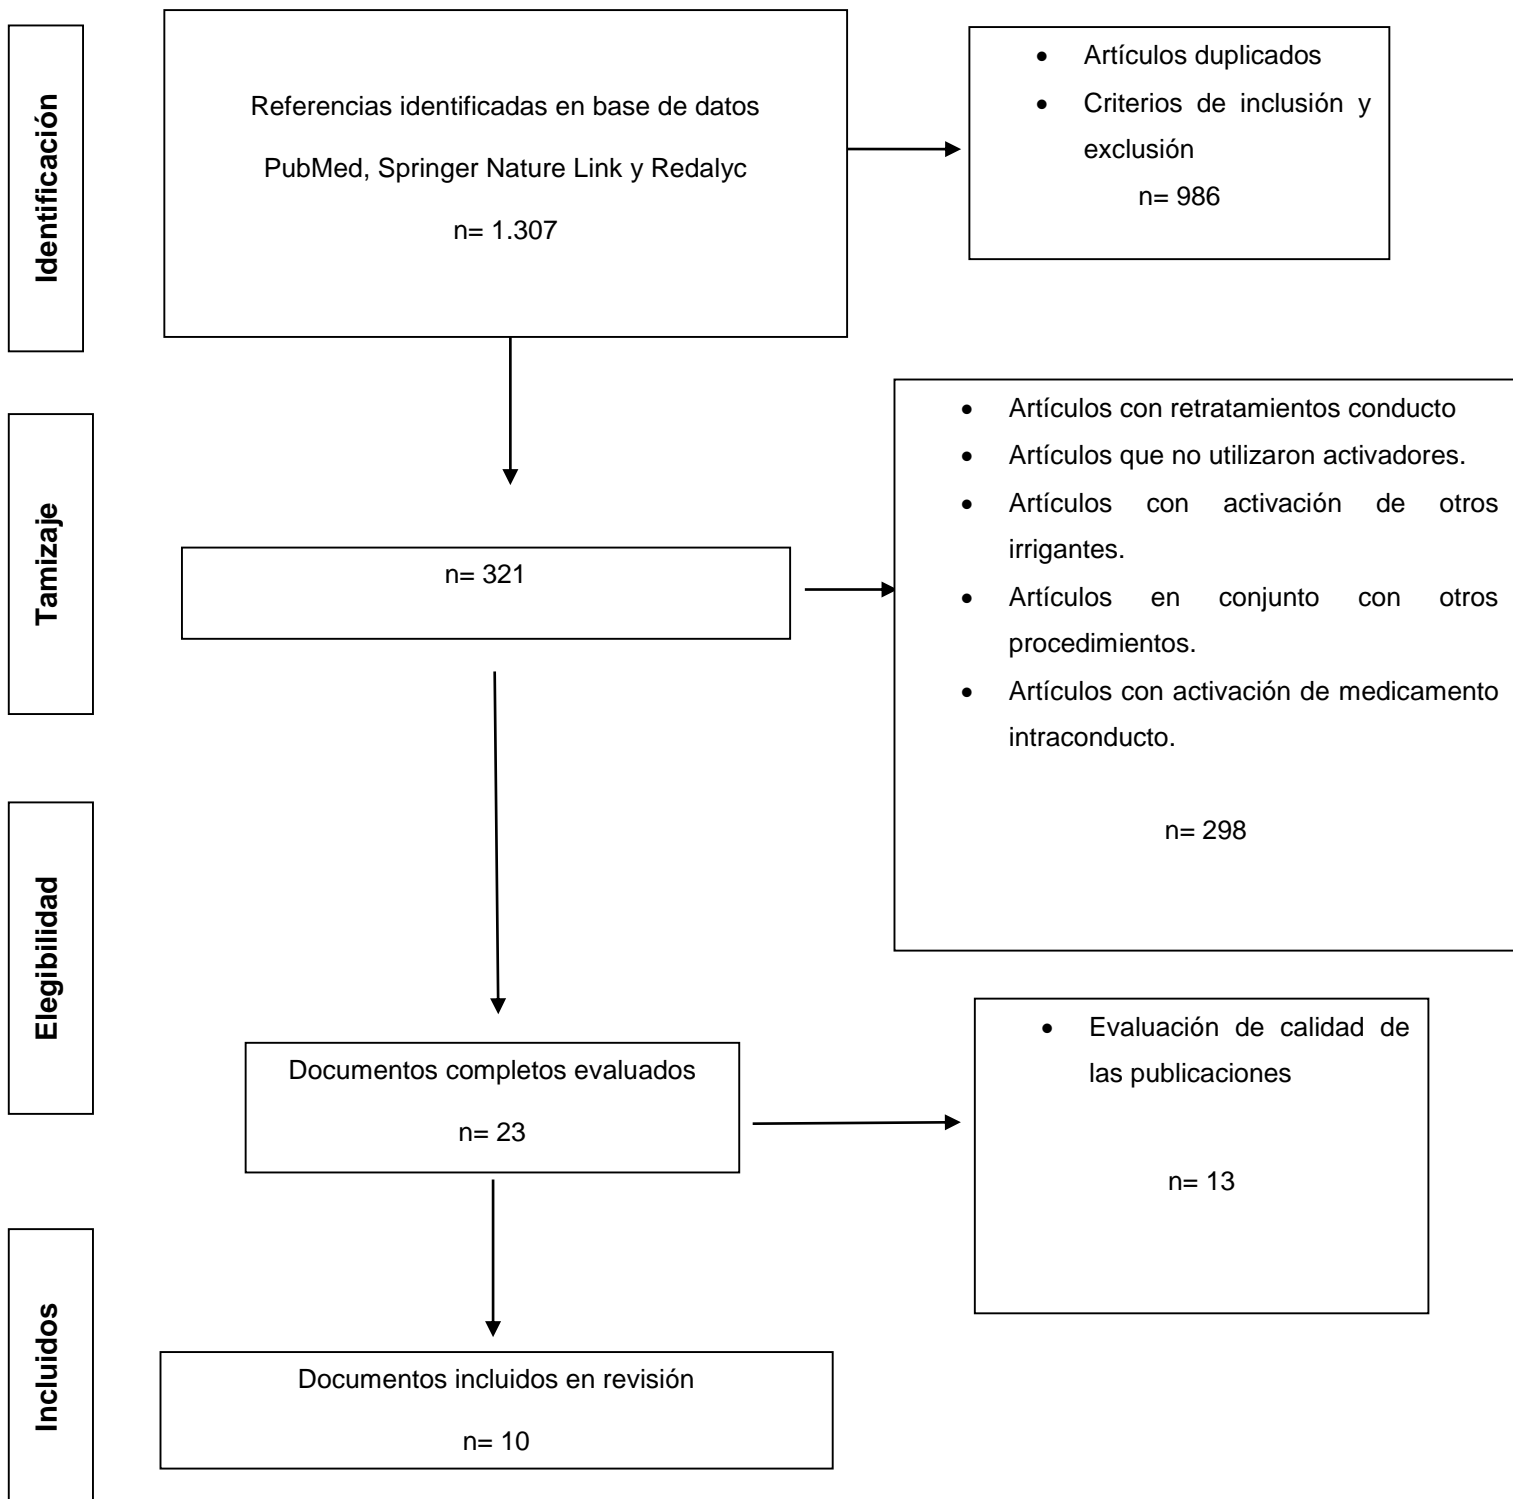 Identificación
Referencias identificadas en base de datos
PubMed, Springer Nature Link y Redalyc
n= 1.307
• Artículos duplicados
• Criterios de inclusión y
exclusión
n= 986
Tamizaje
n= 321
• Artículos con retratamientos conducto
• Artículos que no utilizaron activadores.
• Artículos con activación de otros
irrigantes.
• Artículos en conjunto con otros
procedimientos.
• Artículos con activación de medicamento
intraconducto.
n= 298
Elegibilidad
Documentos completos evaluados
n= 23
• Evaluación de calidad de
las publicaciones
n= 13
Incluidos
Documentos incluidos en revisión
n= 10